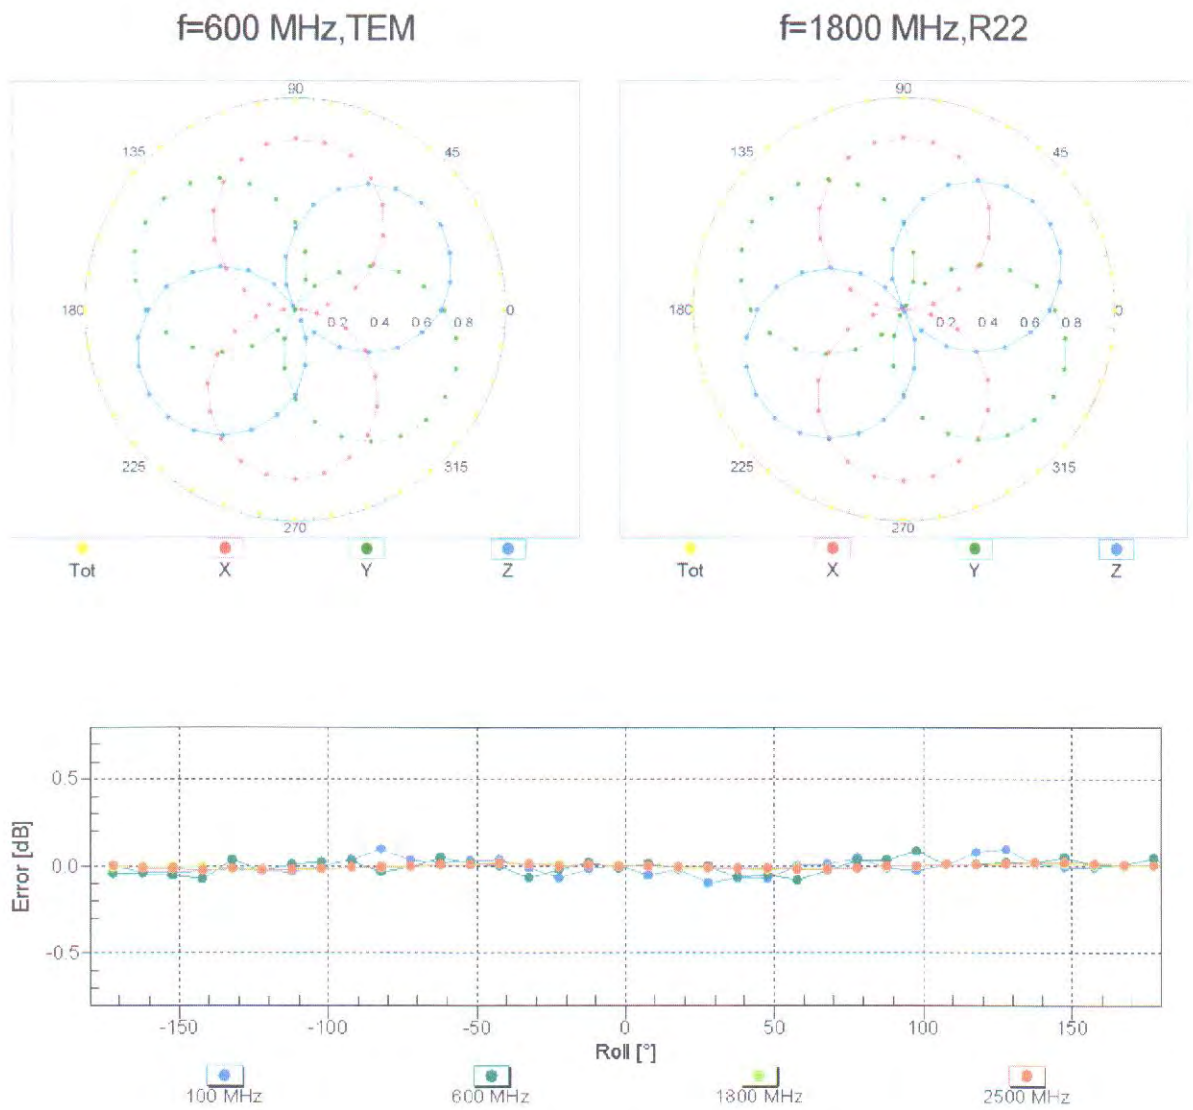 f=600 MHz,TEM
f=1800 MHz,R22
90
135
45
180
0.2
0.4
0.6
0.8
0
225
315
270
Tot
X
Y
Z
90
135
45
180
0.2
0.4
0.6
0.8
0
225
315
270
Tot
X
Y
Z
Error [dB]
0.5
0.0
-0.5
-150
-100
-50
0
50
100
150
Roll [°]
100 MHz
600 MHz
1800 MHz
2500 MHz